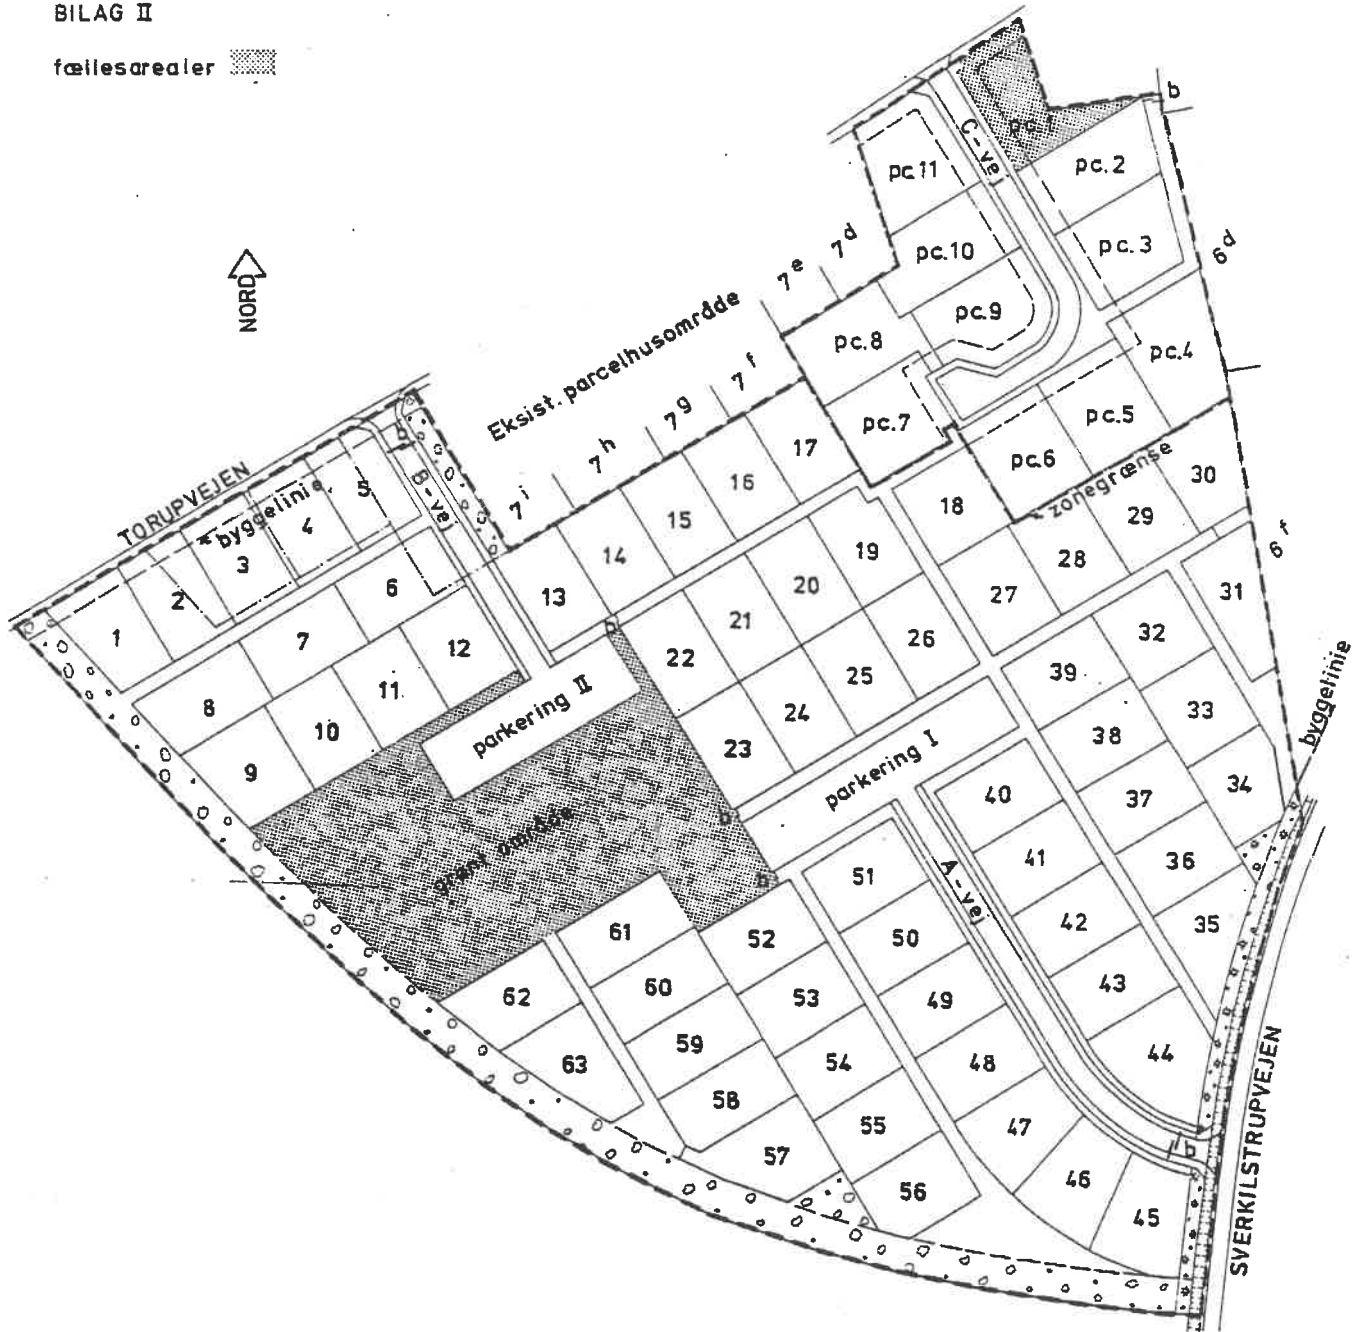 BILAG II
fællesarealer
NORD
TORUPVEJEN
byggelinie
Eksist. parcelhusområde
7i
7h
7g
7f
7e
7d
6d
6f
b
C-vej
pc.1
pc.2
pc.3
pc.4
pc.5
pc.6
pc.7
pc.8
pc.9
pc.10
pc.11
zonegrænse
b
B-vej
1
2
3
4
5
6
7
8
9
10
11
12
13
14
15
16
17
18
19
20
21
22
23
24
25
26
27
28
29
30
31
32
33
34
35
36
37
38
39
40
41
42
43
44
45
46
47
48
49
50
51
52
53
54
55
56
57
58
59
60
61
62
63
parkering II
b
grønt område
b
b
parkering I
A-vej
b
byggelinie
SVERKILSTRUPVEJEN